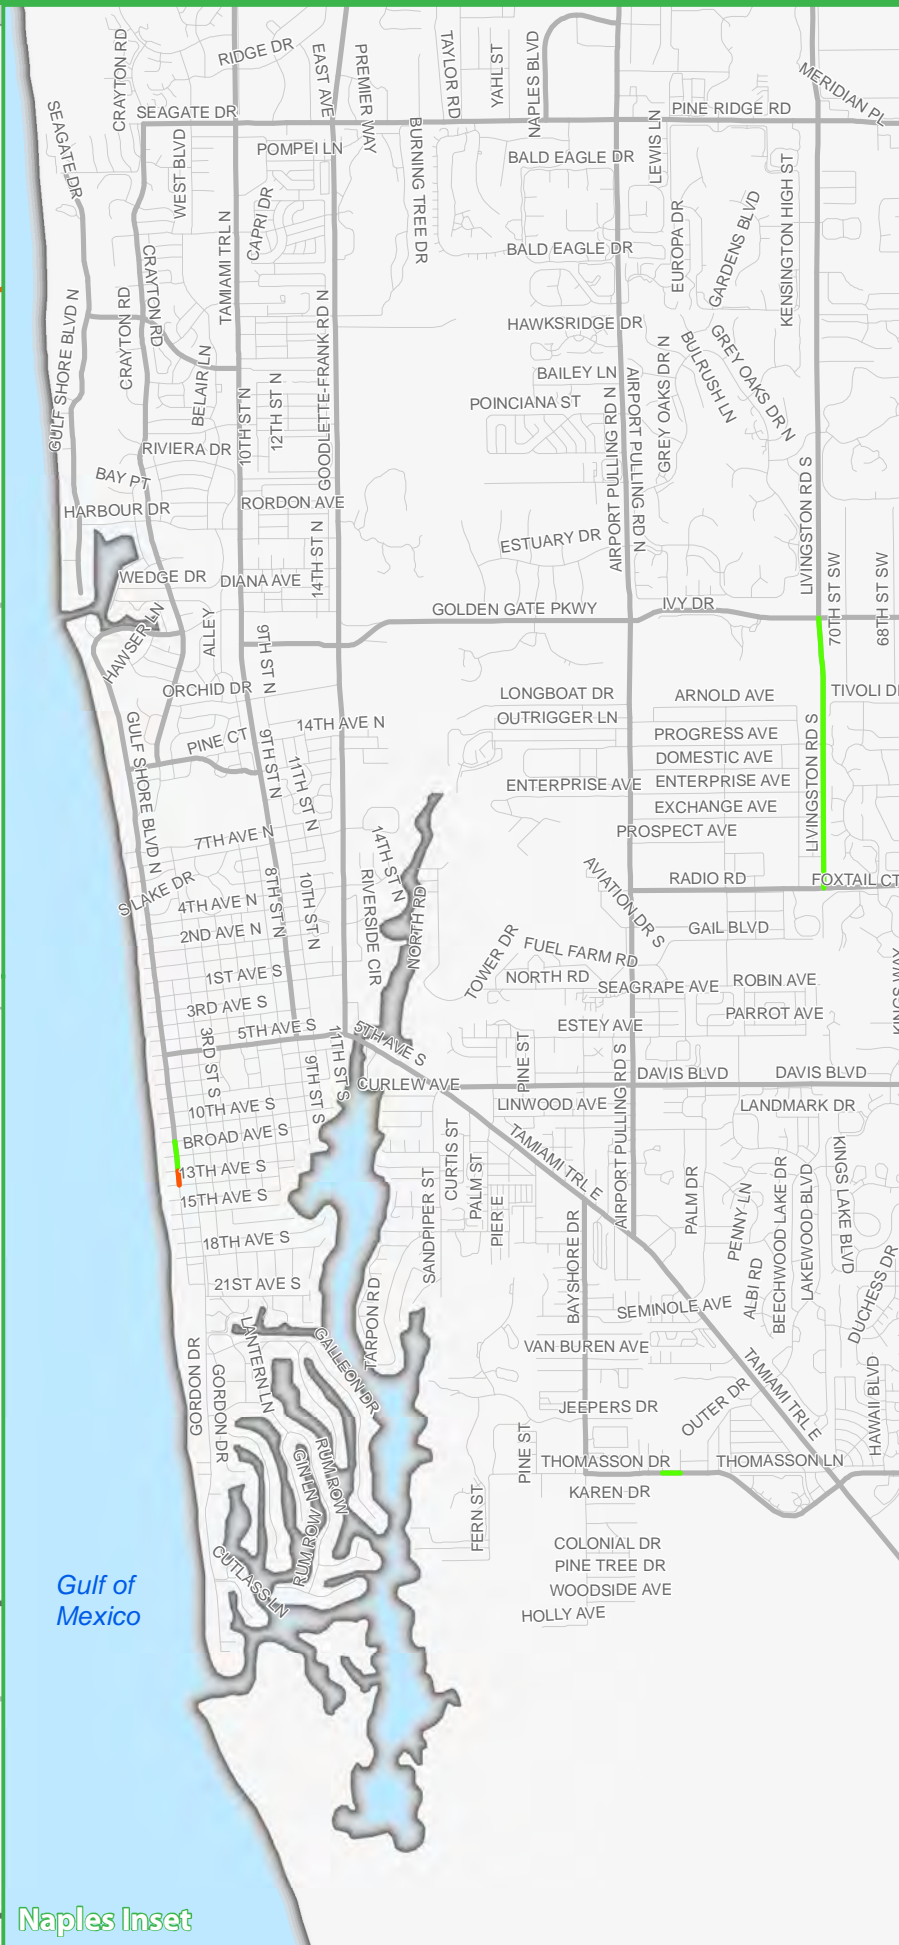 CRAYTON RD
RIDGE DR
EAST AVE
PREMIER WAY
TAYLOR RD
YAHL ST
NAPLES BLVD
MERIDIAN PL
SEAGATE DR
SEAGATE DR
PINE RIDGE RD
WEST BLVD
POMPEI LN
BURNING TREE DR
BALD EAGLE DR
LEWIS LN
KENSINGTON HIGH ST
TAMIAMI TRL N
CAPRI DR
EUROPA DR
GARDENS BLVD
BALD EAGLE DR
CRAYTON RD
CRAYTON RD
GULF SHORE BLVD N
BELAIR LN
GOODLETTE-FRANK RD N
HAWKSRIDGE DR
GREY OAKS DR N
BULRUSH LN
GREY OAKS DR N
BAILEY LN
10TH ST N
12TH ST N
POINCIANA ST
AIRPORT PULLING RD N
AIRPORT PULLING RD N
RIVIERA DR
BAY PT
RORDON AVE
HARBOUR DR
LIVINGSTON RD S
14TH ST N
ESTUARY DR
WEDGE DR
DIANA AVE
70TH ST SW
68TH ST SW
GOLDEN GATE PKWY
IVY DR
HAWSER LN
ALLEY
9TH ST N
ORCHID DR
LONGBOAT DR
ARNOLD AVE
TIVOLI D
OUTRIGGER LN
14TH AVE N
PINE CT
PROGRESS AVE
GULF SHORE BLVD N
9TH ST N
11TH ST N
DOMESTIC AVE
ENTERPRISE AVE
ENTERPRISE AVE
LIVINGSTON RD S
EXCHANGE AVE
PROSPECT AVE
7TH AVE N
14TH ST N
S LAKE DR
8TH ST N
10TH ST N
RIVERSIDE CIR
NORTH RD
AVIATION DR S
RADIO RD
FOXTAIL CT
4TH AVE N
2ND AVE N
GAIL BLVD
TOWER DR
FUEL FARM RD
1ST AVE S
NORTH RD
SEAGRAPE AVE
ROBIN AVE
3RD AVE S
PARROT AVE
KINGS WAY
5TH AVE S
5TH AVE S
ESTEY AVE
3RD ST S
11TH ST S
9TH ST S
PINE ST
AIRPORT PULLING RD S
CURLEW AVE
DAVIS BLVD
DAVIS BLVD
10TH AVE S
LINWOOD AVE
LANDMARK DR
BROAD AVE S
TAMIAMI TRL E
13TH AVE S
CURTIS ST
PALM ST
SANDPIPER ST
PIER E
15TH AVE S
PALM DR
PENNY LN
BEECHWOOD LAKE DR
LAKEWOOD BLVD
KINGS LAKE BLVD
18TH AVE S
BAYSHORE DR
ALBI RD
DUCHESS DR
21ST AVE S
TARPON RD
SEMINOLE AVE
LANTERN LN
GALLEON DR
VAN BUREN AVE
TAMIAMI TRL E
GORDON DR
GORDON DR
HAWAII BLVD
JEEPERS DR
OUTER DR
PINE ST
RUM ROW
GIN LN
THOMASSON DR
THOMASSON LN
FERN ST
KAREN DR
RUM ROW
CUTLASS LN
COLONIAL DR
PINE TREE DR
WOODSIDE AVE
HOLLY AVE
Gulf of
Mexico
Naples Inset